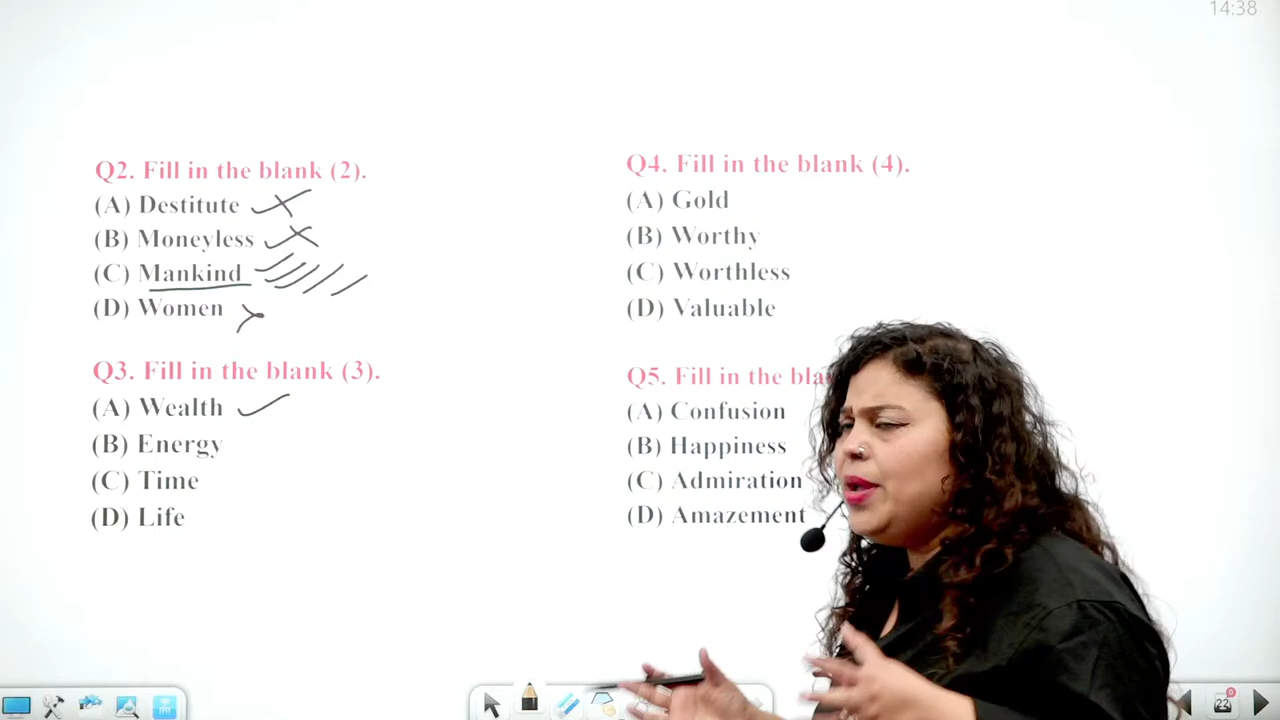 14:38
Q2. Fill in the blank (2).
(A) Destitute
(B) Moneyless
(C) Mankind
(D) Women
Q3. Fill in the blank (3).
(A) Wealth
(B) Energy
(C) Time
(D) Life
Q4. Fill in the blank (4).
(A) Gold
(B) Worthy
(C) Worthless
(D) Valuable
Q5. Fill in the
(A) Confusion
(B) Happiness
(C) Admiration
(D) Amazement
22
0